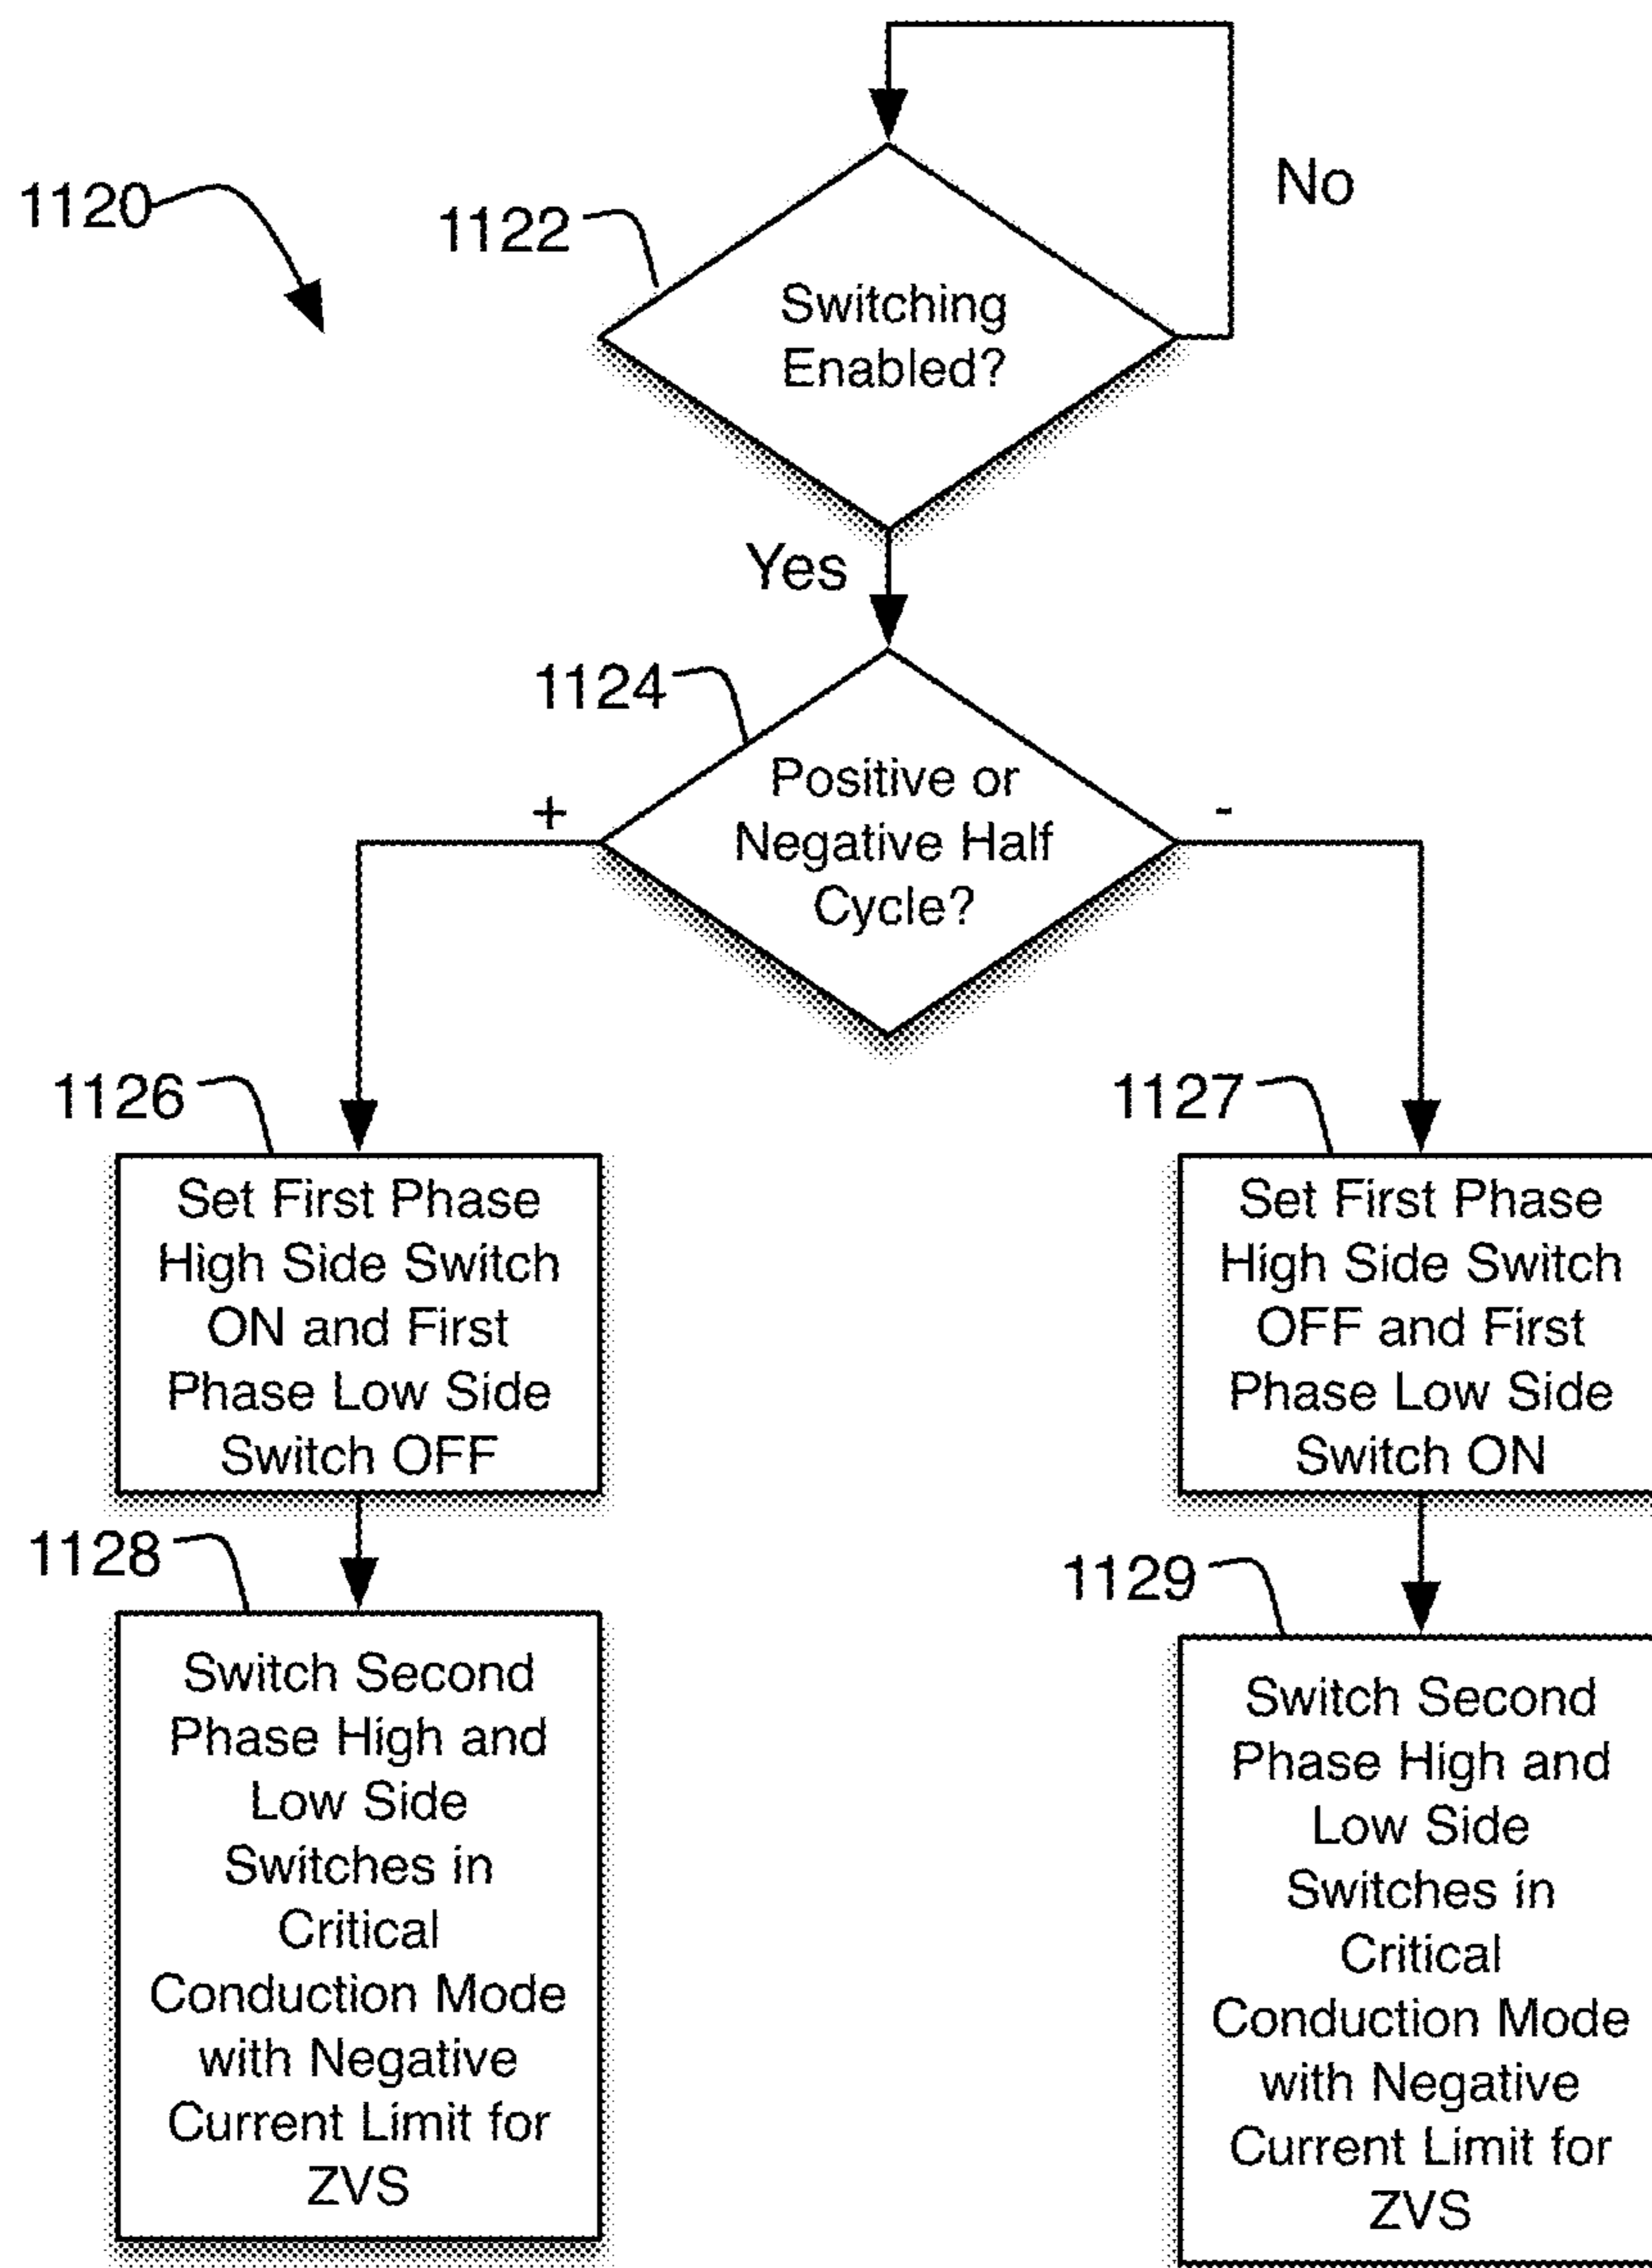 1120
1122
No
Switching
Enabled?
Yes
1124
Positive or
Negative Half
Cycle?
+
-
1126
Set First Phase
High Side Switch
ON and First
Phase Low Side
Switch OFF
1127
Set First Phase
High Side Switch
OFF and First
Phase Low Side
Switch ON
1128
Switch Second
Phase High and
Low Side
Switches in
Critical
Conduction Mode
with Negative
Current Limit for
ZVS
1129
Switch Second
Phase High and
Low Side
Switches in
Critical
Conduction Mode
with Negative
Current Limit for
ZVS